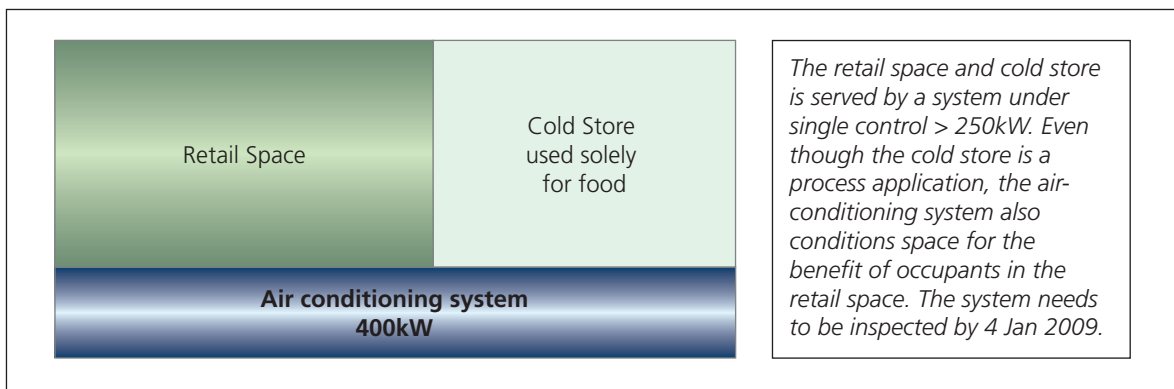 Retail Space
Cold Store
used solely
for food
Air conditioning system
400kW
The retail space and cold store
is served by a system under
single control > 250kW. Even
though the cold store is a
process application, the air-
conditioning system also
conditions space for the
benefit of occupants in the
retail space. The system needs
to be inspected by 4 Jan 2009.